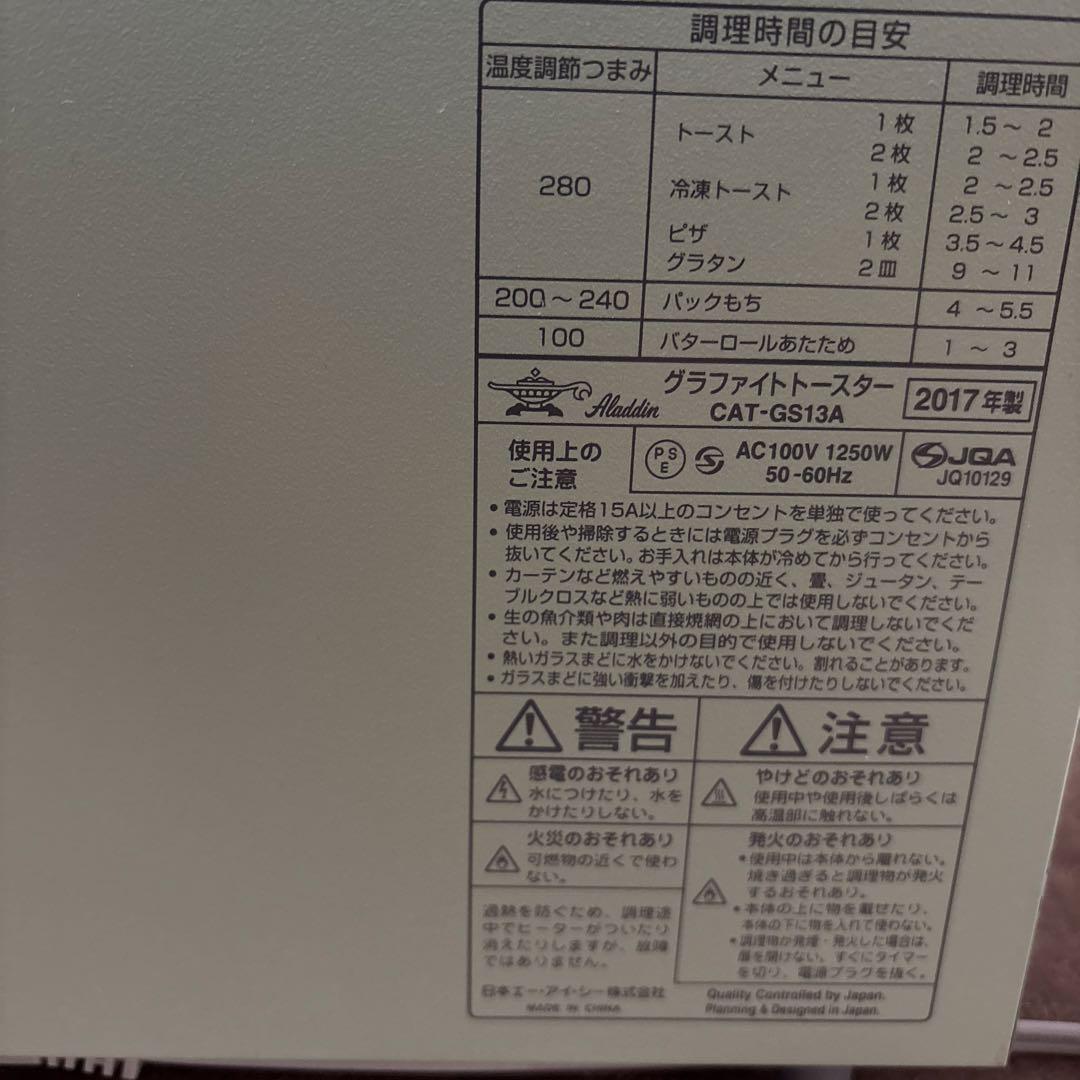 調理時間の目安
温度調節つまみ メニュー 調理時間
280 トースト 1枚 1.5～ 2
2枚 2 ～2.5
冷凍トースト 1枚 2 ～2.5
2枚 2.5～ 3
ピザ 1枚 3.5～4.5
グラタン 2皿 9 ～11
200～240 パックもち 4 ～5.5
100 バターロールあたため 1 ～ 3
Aladdin グラファイトトースター
CAT-GS13A 2017年製
使用上の
ご注意
PSE AC100V 1250W
50-60Hz
JQA
JQ10129
・電源は定格15A以上のコンセントを単独で使ってください。
・使用後や掃除するときには電源プラグを必ずコンセントから
抜いてください。お手入れは本体が冷めてから行ってください。
・カーテンなど燃えやすいものの近く、畳、ジュータン、テー
ブルクロスなど熱に弱いものの上では使用しないでください。
・生の魚介類や肉は直接焼網の上において調理しないでくだ
さい。また調理以外の目的で使用しないでください。
・熱いガラスまどに水をかけないでください。割れることがあります。
・ガラスまどに強い衝撃を加えたり、傷を付けたりしないでください。
警告
感電のおそれあり
水につけたり、水を
かけたりしない。
火災のおそれあり
可燃物の近くで使わ
ない。
過熱を防ぐため、調理途
中でヒーターがついたり
消えたりしますが、故障
ではありません。
日本エー・アイ・シー株式会社
MADE IN CHINA
注意
やけどのおそれあり
使用中や使用後しばらくは
高温部に触れない。
発火のおそれあり
・使用中は本体から離れない。
焼き過ぎると調理物が発火
するおそれあり。
・本体の上に物を載せたり、
本体の下に物を入れて使わない。
・調理物が発煙・発火した場合は、
扉を開けない。すぐにタイマー
を切り、電源プラグを抜く。
Quality Controlled by Japan.
Planning & Designed in Japan.